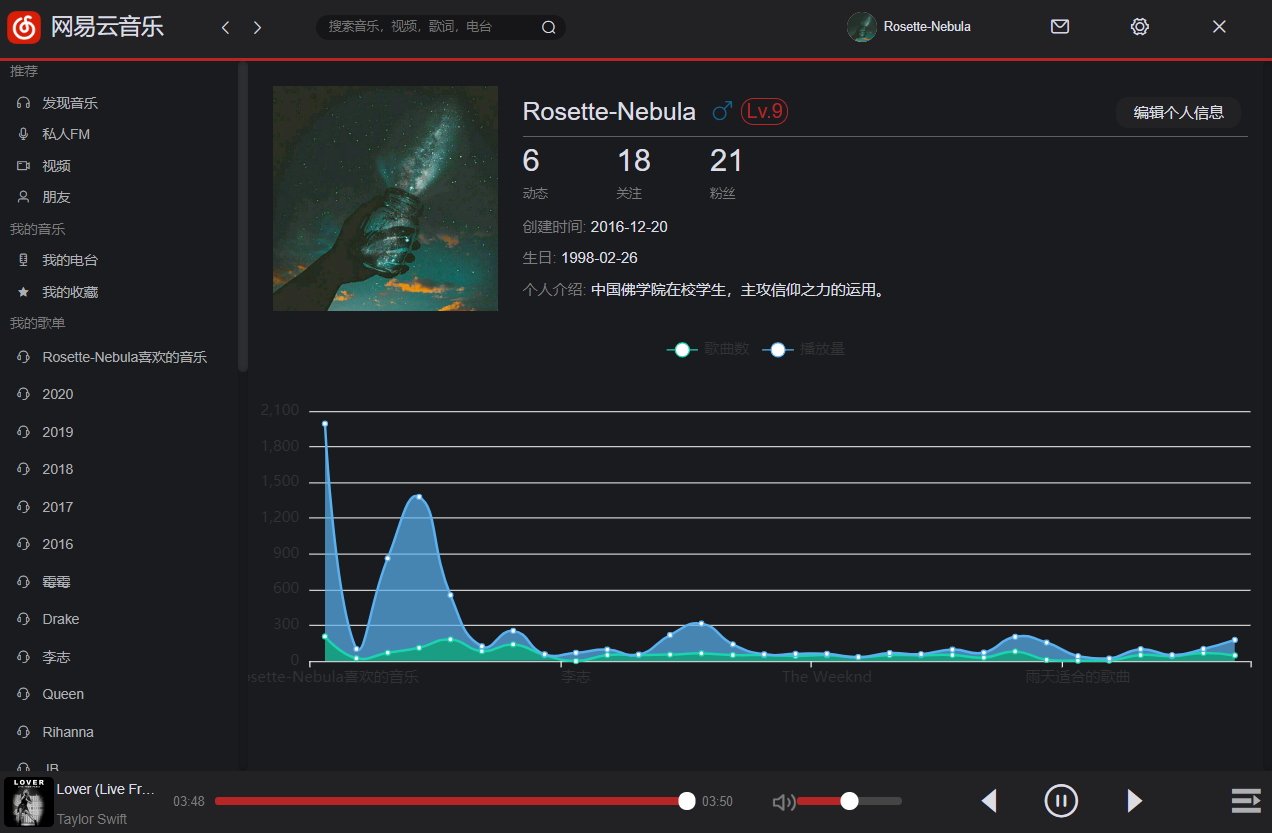 网易云音乐
搜索音乐，视频，歌词，电台
Rosette-Nebula
推荐
发现音乐
私人FM
视频
朋友
我的音乐
我的电台
我的收藏
我的歌单
Rosette-Nebula喜欢的音乐
2020
2019
2018
2017
2016
霉霉
Drake
李志
Queen
Rihanna
JB
Rosette-Nebula
Lv.9
编辑个人信息
6
18
21
动态
关注
粉丝
创建时间: 2016-12-20
生日: 1998-02-26
个人介绍: 中国佛学院在校学生，主攻信仰之力的运用。
歌曲数
播放量
2,100
1,800
1,500
1,200
900
600
300
0
osette-Nebula喜欢的音乐
李志
The Weeknd
雨天适合的歌曲
LOVER
Lover (Live Fr…
Taylor Swift
03:48
03:50